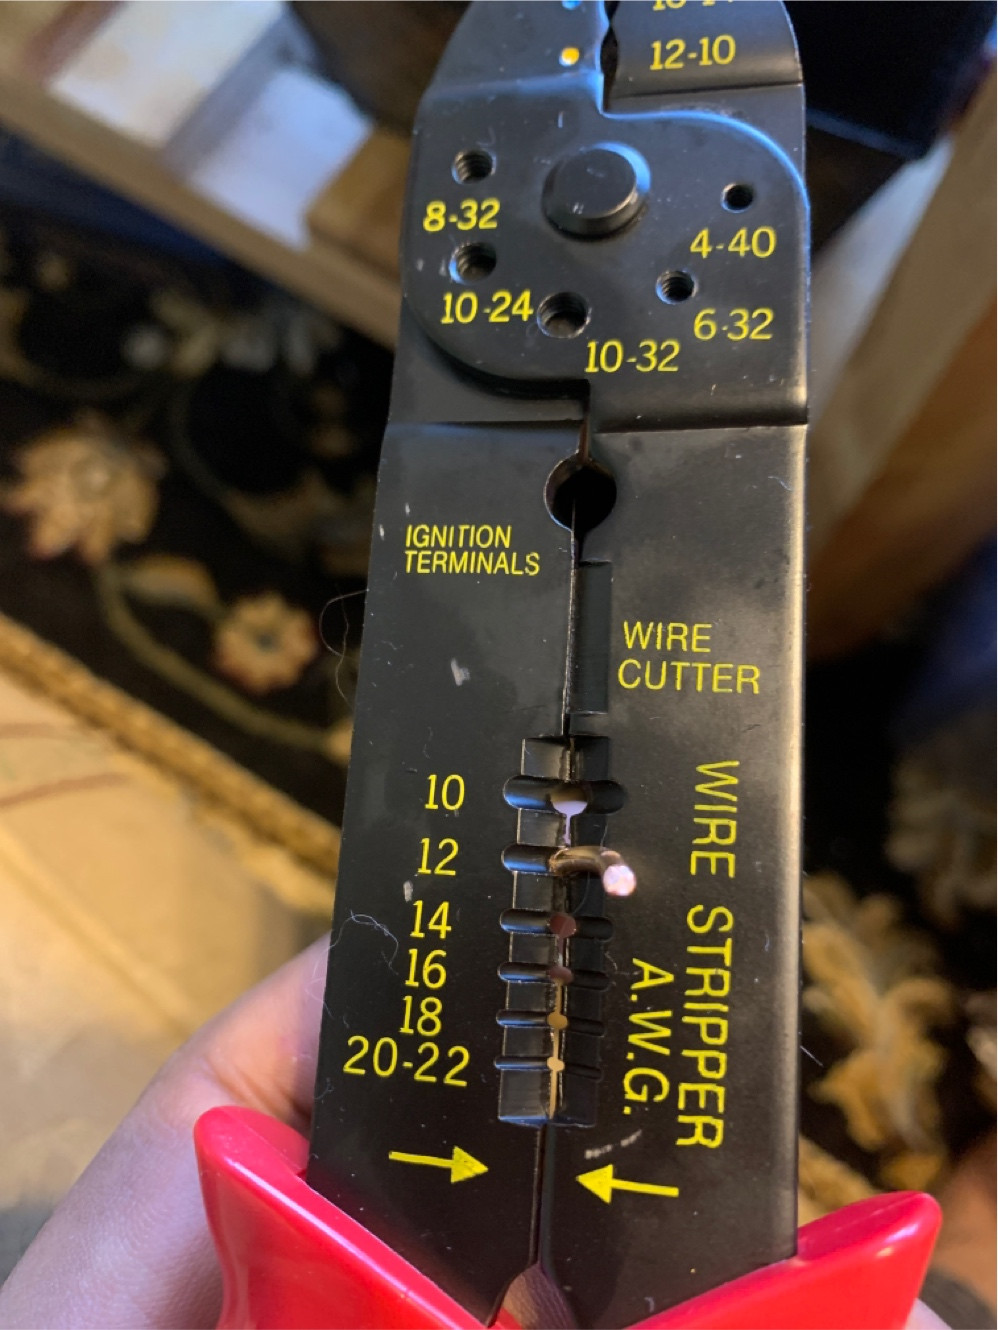 12-10
8-32
4-40
10-24
6-32
10-32
IGNITION
TERMINALS
WIRE
CUTTER
10
12
14
16
18
20-22
WIRE STRIPPER
A.W.G.